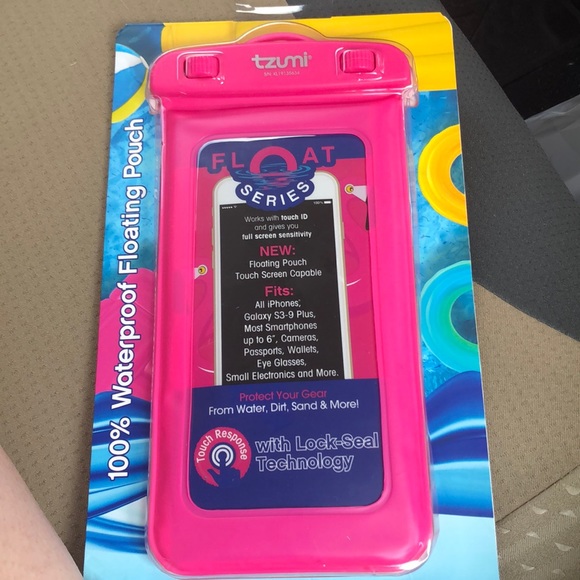 tzumi
100% Waterproof Floating Pouch
FLOAT
SERIES
Works with touch ID
and gives you
full screen sensitivity
NEW:
Floating Pouch
Touch Screen Capable
Fits:
All iPhones,
Galaxy S3-9 Plus,
Most Smartphones
up to 6", Cameras,
Passports, Wallets,
Eye Glasses,
Small Electronics and More.
Protect Your Gear
From Water, Dirt, Sand & More!
Touch Response
with Lock-Seal
Technology